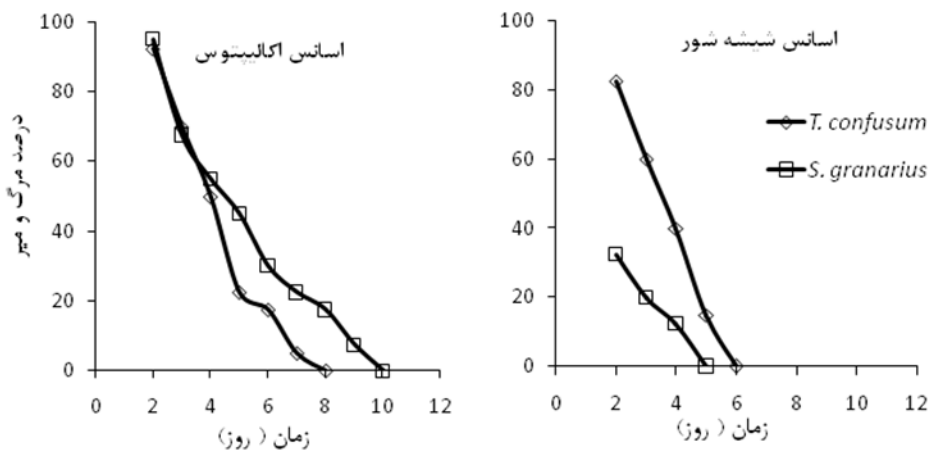 اسانس اکالیپتوس
درصد مرگ و میر
100
80
60
40
20
0
0 2 4 6 8 10 12
زمان ( روز)
اسانس شیشه شور
100
80
60
40
20
0
0 2 4 6 8 10 12
زمان ( روز)
T. confusum
S. granarius